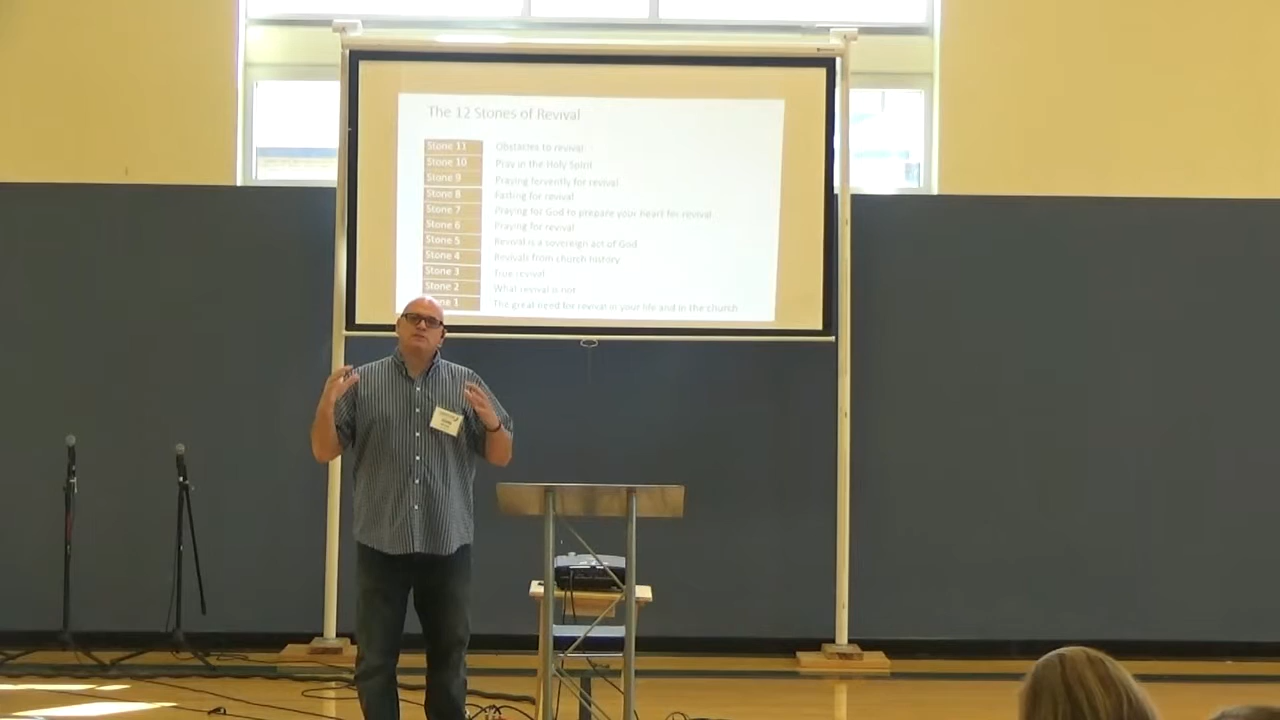 The 12 Stones of Revival
Stone 11 Obstacles to revival
Stone 10 Pray in the Holy Spirit
Stone 9 Praying fervently for revival
Stone 8 Fasting for revival
Stone 7 Praying for God to prepare your heart for revival
Stone 6 Praying for revival
Stone 5 Revival is a sovereign act of God
Stone 4 Revivals from church history
Stone 3 True revival
Stone 2 What revival is not
ne 1 The great need for revival in your life and in the church